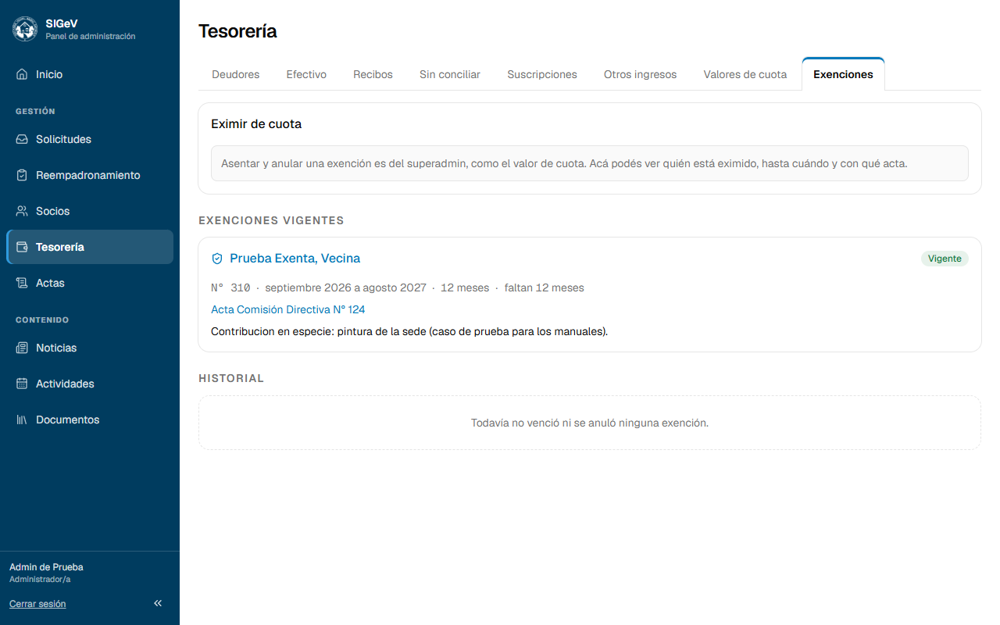 SIGeV
Panel de administración
Inicio
GESTIÓN
Solicitudes
Reempadronamiento
Socios
Tesorería
Actas
CONTENIDO
Noticias
Actividades
Documentos
Admin de Prueba
Administrador/a
Cerrar sesión
Tesorería
Deudores
Efectivo
Recibos
Sin conciliar
Suscripciones
Otros ingresos
Valores de cuota
Exenciones
Eximir de cuota
Asentar y anular una exención es del superadmin, como el valor de cuota. Acá podés ver quién está eximido, hasta cuándo y con qué acta.
EXENCIONES VIGENTES
Prueba Exenta, Vecina
Vigente
N° 310 · septiembre 2026 a agosto 2027 · 12 meses · faltan 12 meses
Acta Comisión Directiva N° 124
Contribucion en especie: pintura de la sede (caso de prueba para los manuales).
HISTORIAL
Todavía no venció ni se anuló ninguna exención.